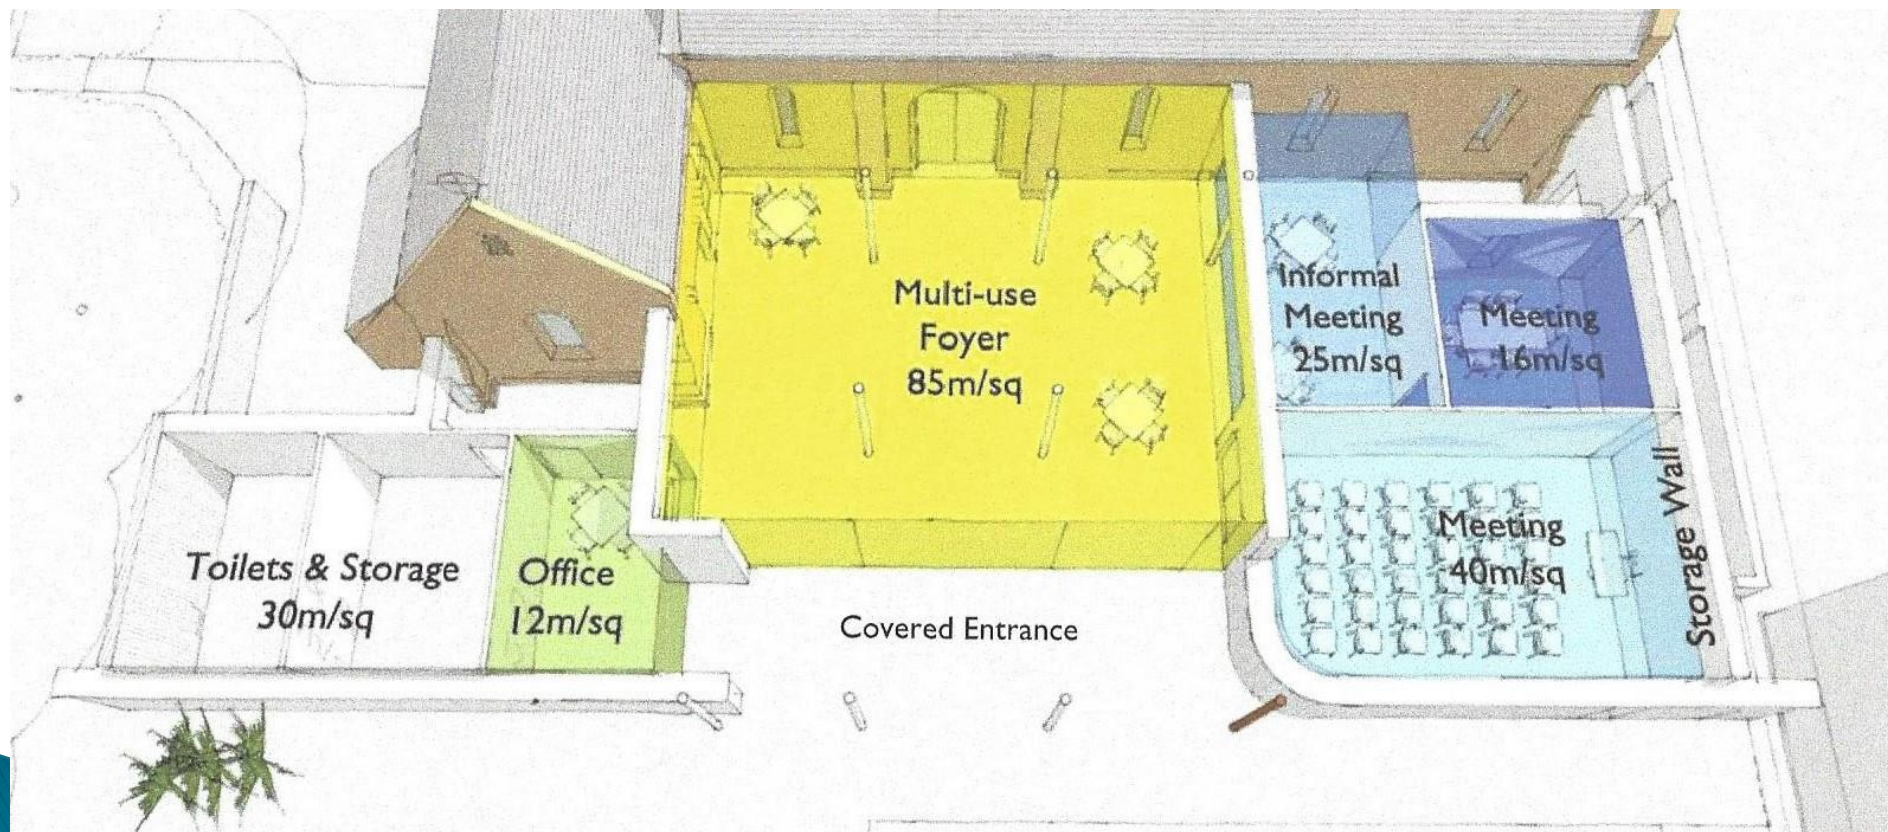 Multi-use
Foyer
85m/sq
Informal
Meeting
25m/sq
Meeting
16m/sq
Toilets & Storage
30m/sq
Office
12m/sq
Covered Entrance
Meeting
40m/sq
Storage Wall